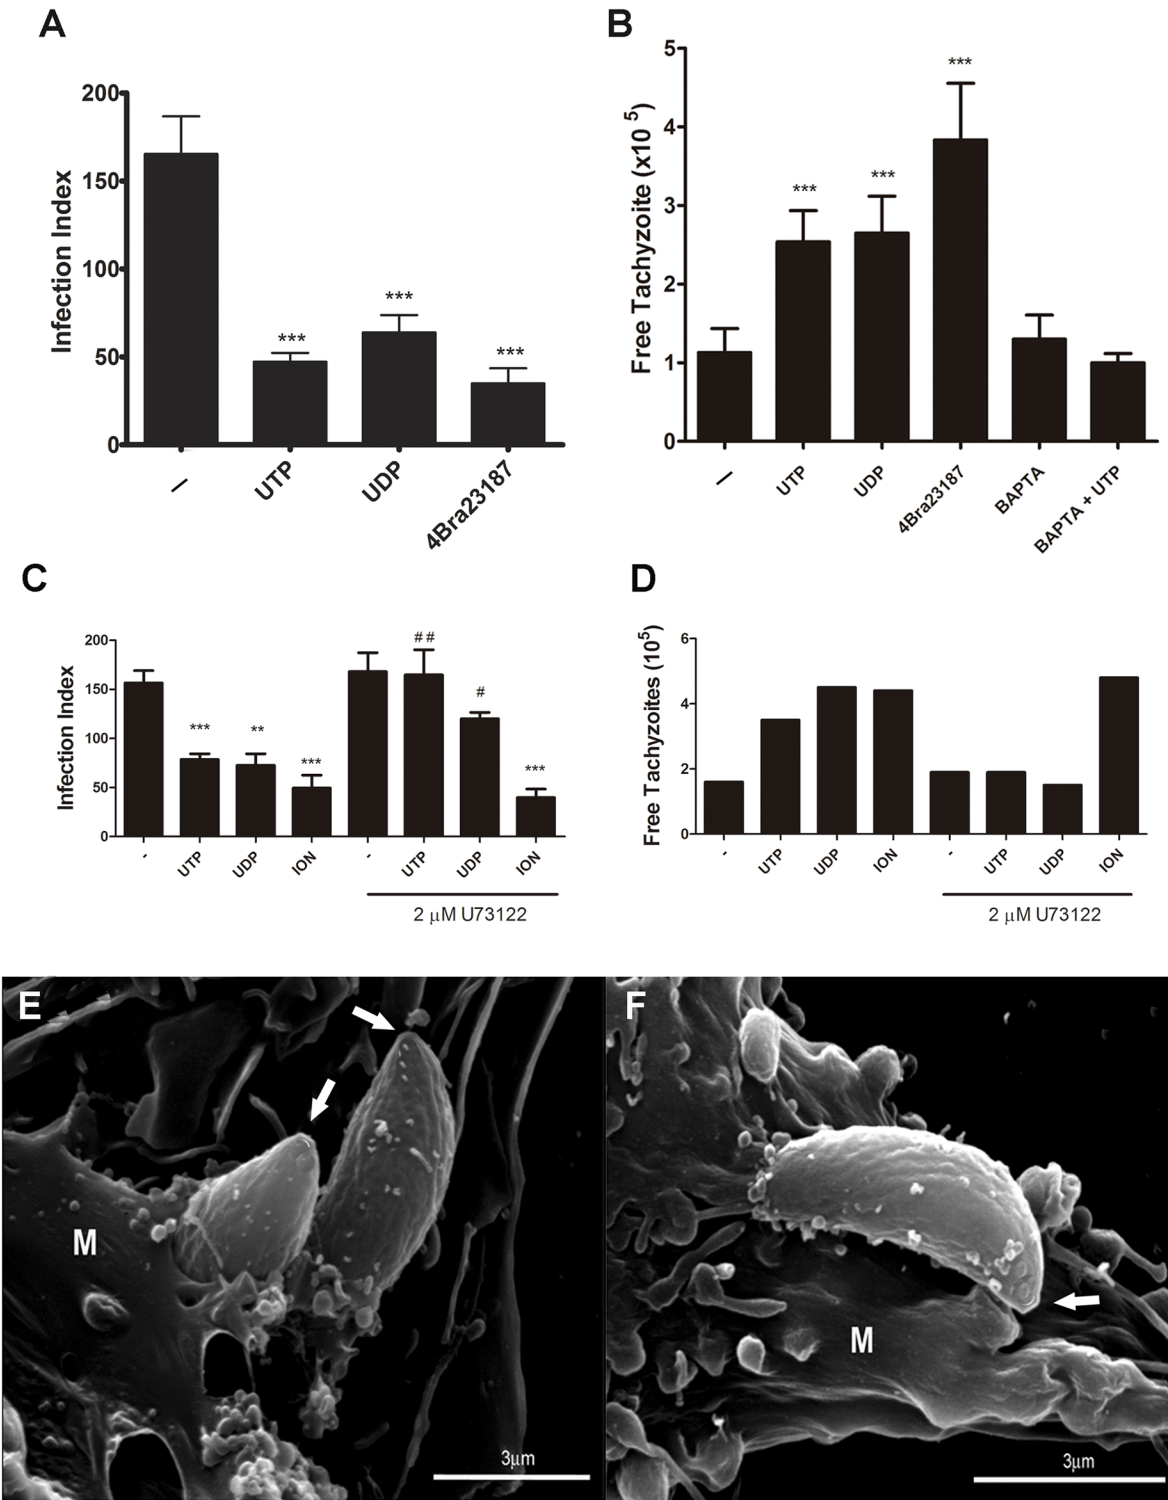 A
Infection Index
200
150
100
50
0
***
***
***
–
UTP
UDP
4Bra23187
B
Free Tachyzoite (x10 5)
5
4
3
2
1
0
***
***
***
–
UTP
UDP
4Bra23187
BAPTA
BAPTA + UTP
C
Infection Index
200
150
100
50
0
***
**
***
##
#
***
-
UTP
UDP
ION
-
UTP
UDP
ION
2 μM U73122
D
Free Tachyzoites (10⁵)
6
4
2
0
-
UTP
UDP
ION
-
UTP
UDP
ION
2 μM U73122
E
M
3μm
F
M
3μm